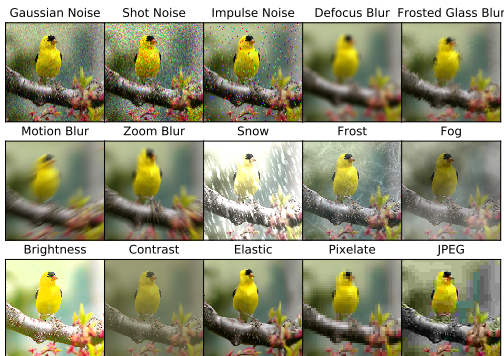 Gaussian Noise Shot Noise Impulse Noise Defocus Blur Frosted Glass Blur
Motion Blur Zoom Blur Snow Frost Fog
Brightness Contrast Elastic Pixelate JPEG